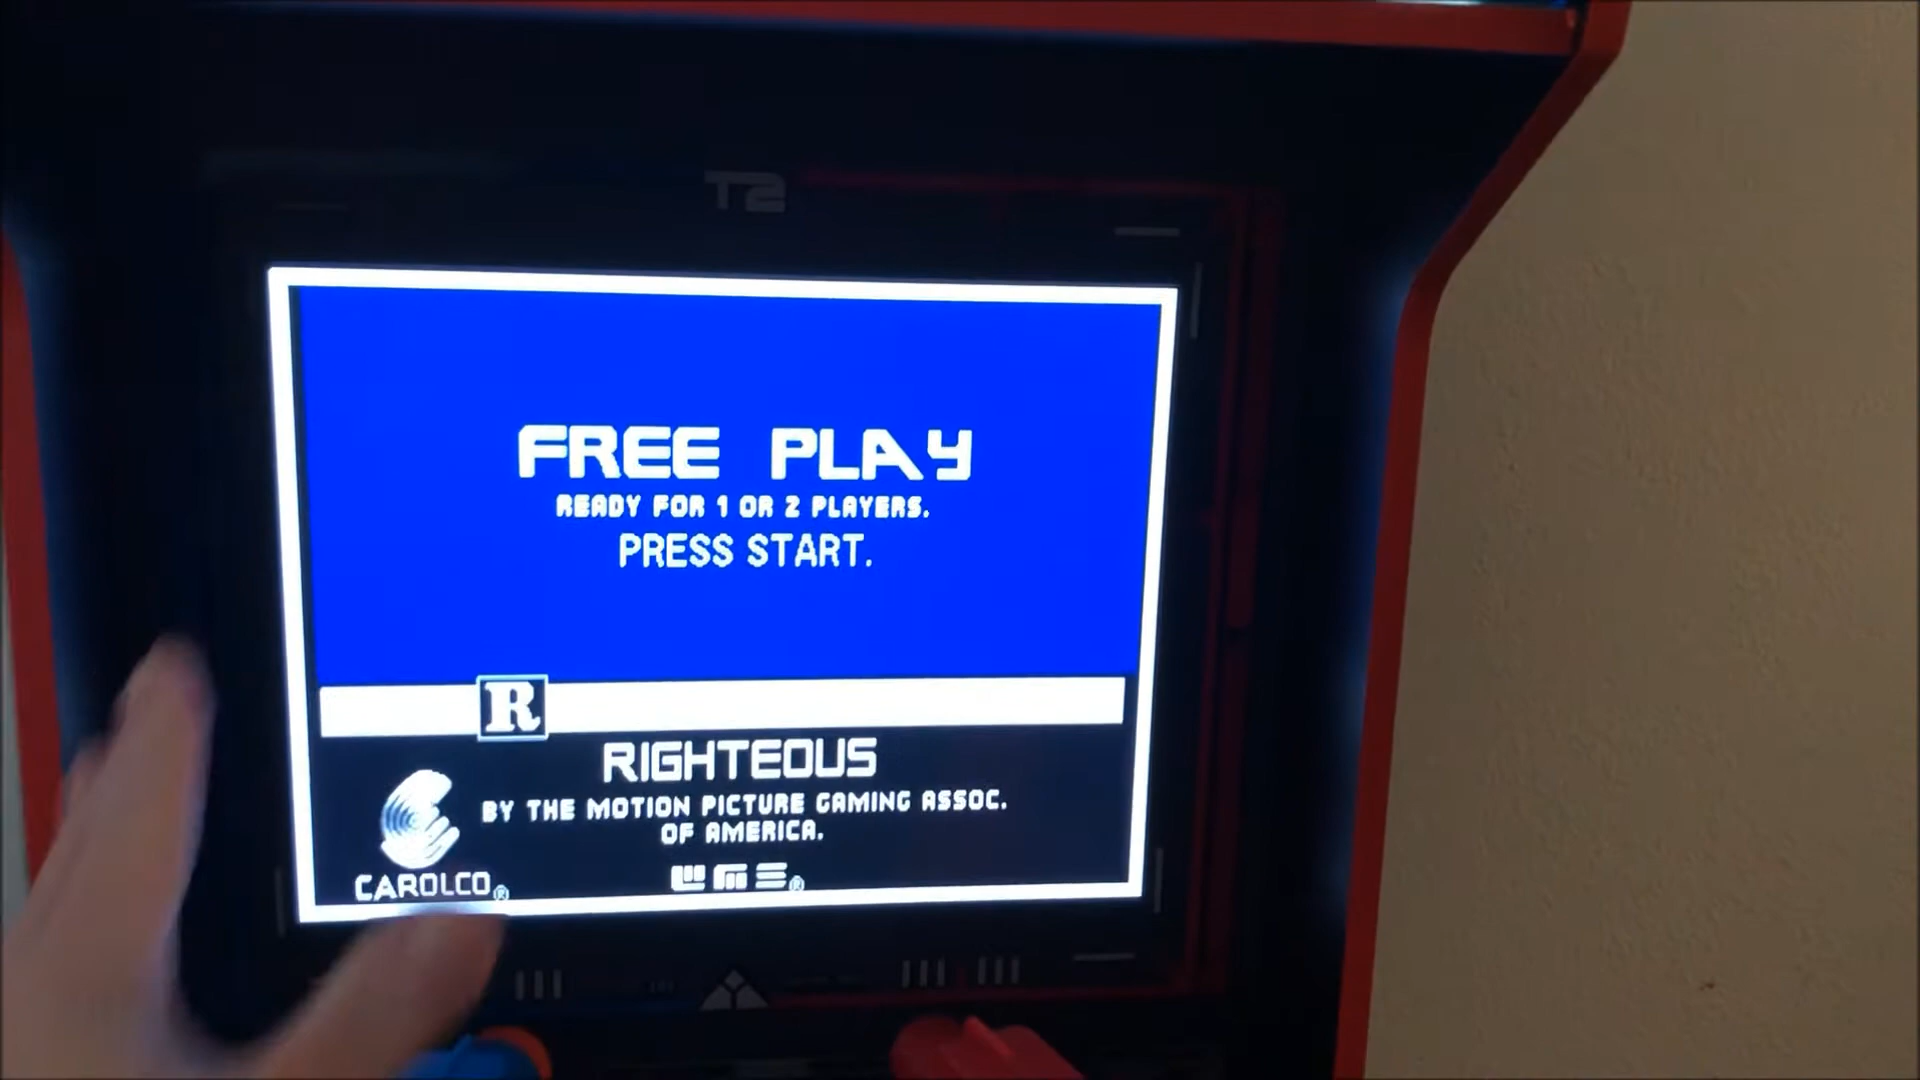 T2
FREE PLAY
READY FOR 1 OR 2 PLAYERS.
PRESS START.
R
RIGHTEOUS
BY THE MOTION PICTURE GAMING ASSOC.
OF AMERICA.
CAROLCO®
WMS®